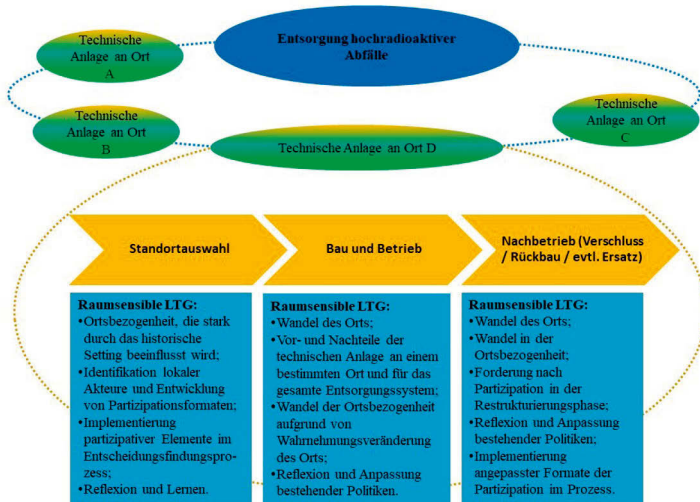 Entsorgung hochradioaktiver
Abfälle
Technische
Anlage an Ort
A
Technische
Anlage an Ort
B
Technische
Anlage an Ort
C
Technische Anlage an Ort D
Standortauswahl
Bau und Betrieb
Nachbetrieb (Verschluss
/ Rückbau / evtl. Ersatz)
Raumsensible LTG:
•Ortsbezogenheit, die stark
durch das historische
Setting beeinflusst wird;
•Identifikation lokaler
Akteure und Entwicklung
von Partizipationsformaten;
•Implementierung
partizipativer Elemente im
Entscheidungsfindungspro-
zess;
•Reflexion und Lernen.
Raumsensible LTG:
•Wandel des Orts;
•Vor- und Nachteile der
technischen Anlage an einem
bestimmten Ort und für das
gesamte Entsorgungssystem;
•Wandel der Ortsbezogenheit
aufgrund von
Wahrnehmungsveränderung
des Orts;
•Reflexion und Anpassung
bestehender Politiken.
Raumsensible LTG:
•Wandel des Orts;
•Wandel in der
Ortsbezogenheit;
•Forderung nach
Partizipation in der
Restrukturierungsphase;
•Reflexion und Anpassung
bestehender Politiken;
•Implementierung
angepasster Formate der
Partizipation im Prozess.